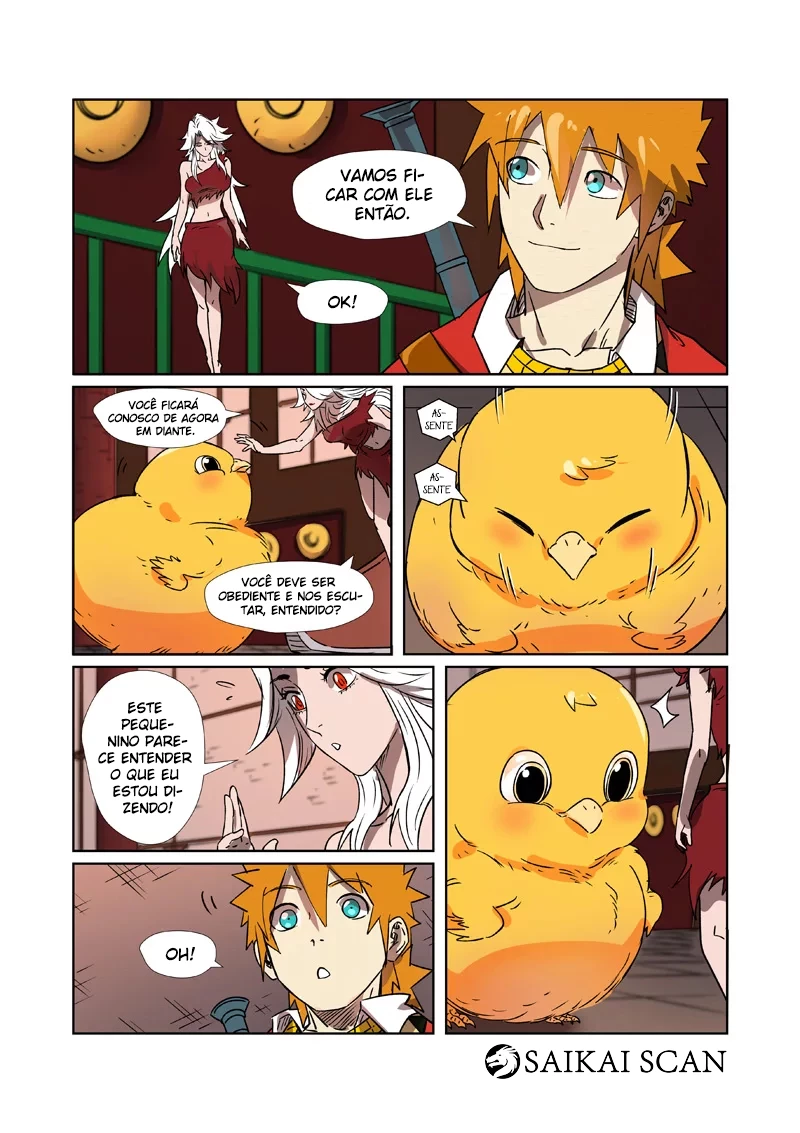 VAMOS FI-
CAR COM ELE
ENTÃO.
OK!
VOCÊ FICARÁ
CONOSCO DE AGORA
EM DIANTE.
VOCÊ DEVE SER
OBEDIENTE E NOS ESCU-
TAR, ENTENDIDO?
AS-
SENTE
AS-
SENTE
ESTE
PEQUE-
NINO PARE-
CE ENTENDER
O QUE EU
ESTOU DI-
ZENDO!
OH!
SAIKAI SCAN